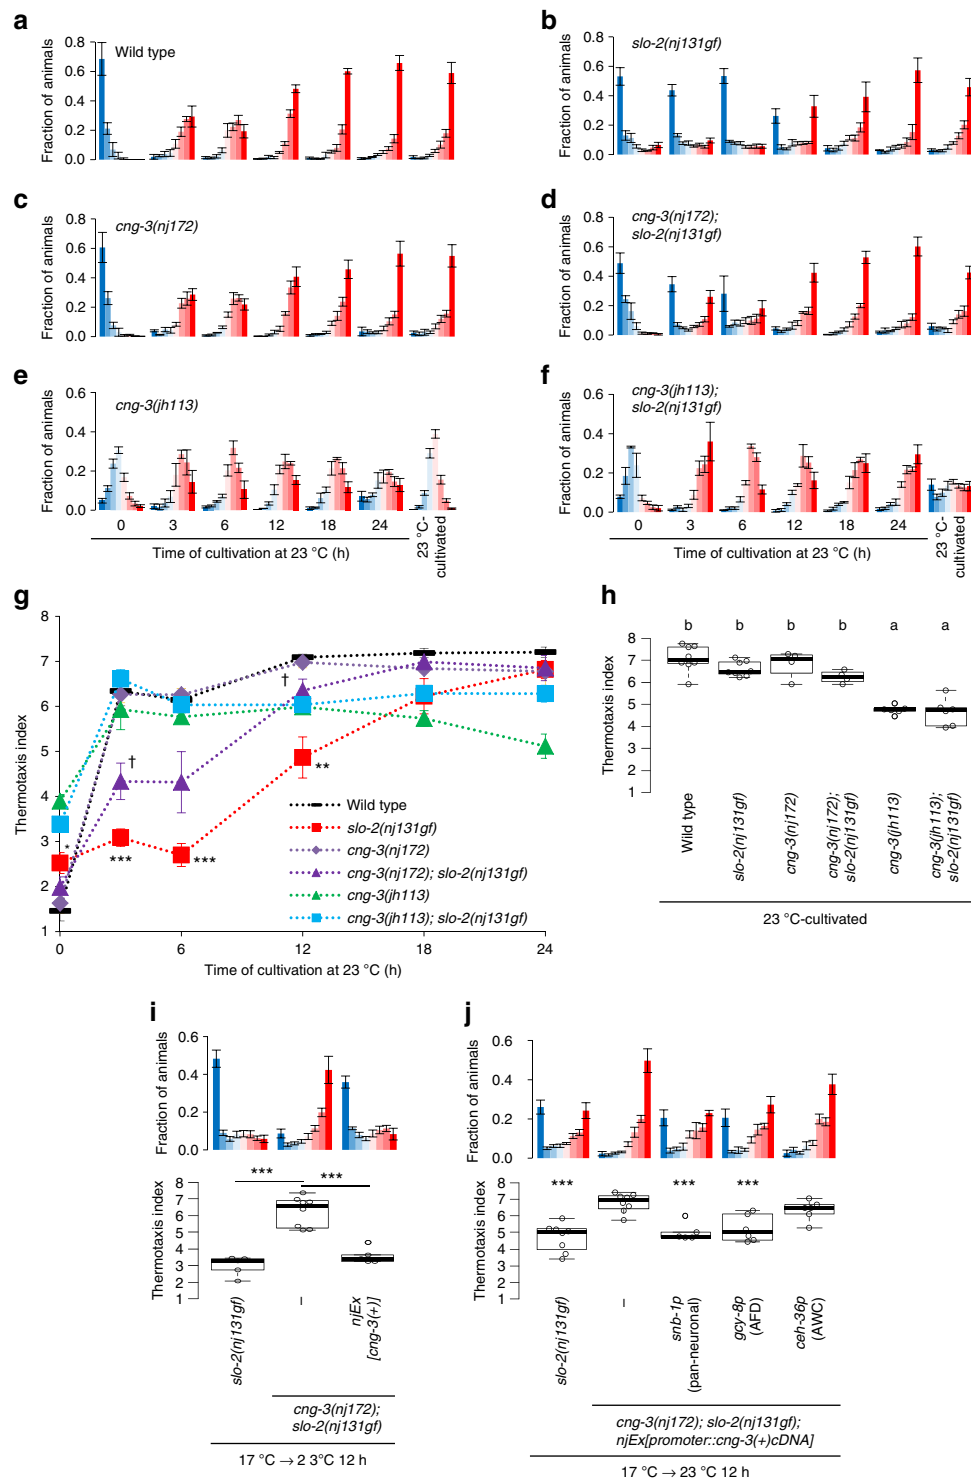 a
Fraction of animals
0.8
0.6
0.4
0.2
0.0
Wild type
b
Fraction of animals
0.8
0.6
0.4
0.2
0.0
slo-2(nj131gf)
c
Fraction of animals
0.8
0.6
0.4
0.2
0.0
cng-3(nj172)
d
Fraction of animals
0.8
0.6
0.4
0.2
0.0
cng-3(nj172);
slo-2(nj131gf)
e
Fraction of animals
0.6
0.4
0.2
0.0
cng-3(jh113)
0 3 6 12 18 24
23 °C-
cultivated
Time of cultivation at 23 °C (h)
f
Fraction of animals
0.6
0.4
0.2
0.0
cng-3(jh113);
slo-2(nj131gf)
0 3 6 12 18 24
23 °C-
cultivated
Time of cultivation at 23 °C (h)
g
Thermotaxis index
8
7
6
5
4
3
2
1
*
***
***
**
†
†
Wild type
slo-2(nj131gf)
cng-3(nj172)
cng-3(nj172); slo-2(nj131gf)
cng-3(jh113)
cng-3(jh113); slo-2(nj131gf)
0 6 12 18 24
Time of cultivation at 23 °C (h)
h
b b b b a a
Thermotaxis index
8
7
6
5
4
3
2
1
Wild type
slo-2(nj131gf)
cng-3(nj172)
cng-3(nj172);
slo-2(nj131gf)
cng-3(jh113)
cng-3(jh113);
slo-2(nj131gf)
23 °C-cultivated
i
Fraction of animals
0.6
0.4
0.2
0.0
*** ***
Thermotaxis index
8
7
6
5
4
3
2
1
slo-2(nj131gf)
–
njEx
[cng-3(+)]
cng-3(nj172);
slo-2(nj131gf)
17 °C → 2 3°C 12 h
j
Fraction of animals
0.6
0.4
0.2
0.0
*** *** ***
Thermotaxis index
8
7
6
5
4
3
2
1
slo-2(nj131gf)
–
snb-1p
(pan-neuronal)
gcy-8p
(AFD)
ceh-36p
(AWC)
cng-3(nj172); slo-2(nj131gf);
njEx[promoter::cng-3(+)cDNA]
17 °C → 23 °C 12 h